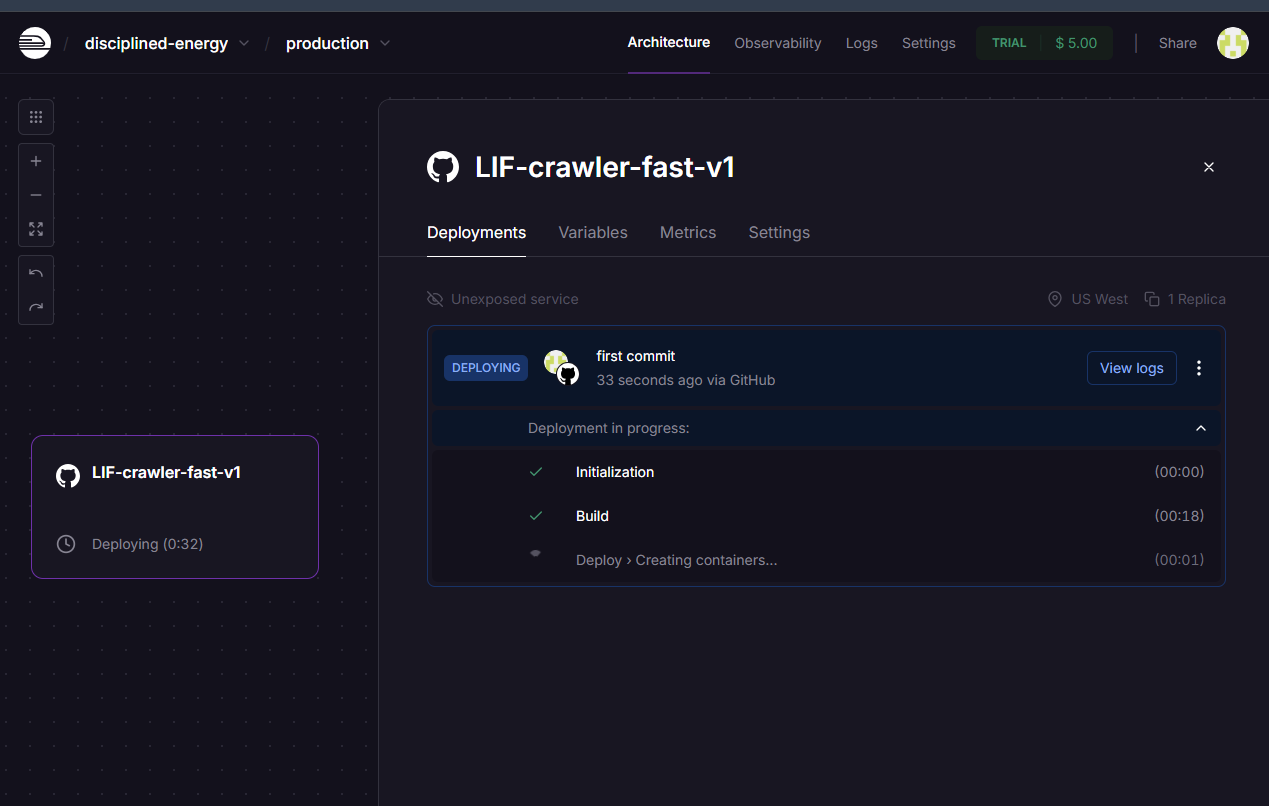 / disciplined-energy / production Architecture Observability Logs Settings TRIAL $ 5.00 Share
LIF-crawler-fast-v1
Deployments Variables Metrics Settings
Unexposed service US West 1 Replica
DEPLOYING first commit View logs
33 seconds ago via GitHub
Deployment in progress:
Initialization (00:00)
Build (00:18)
Deploy › Creating containers... (00:01)
LIF-crawler-fast-v1
Deploying (0:32)